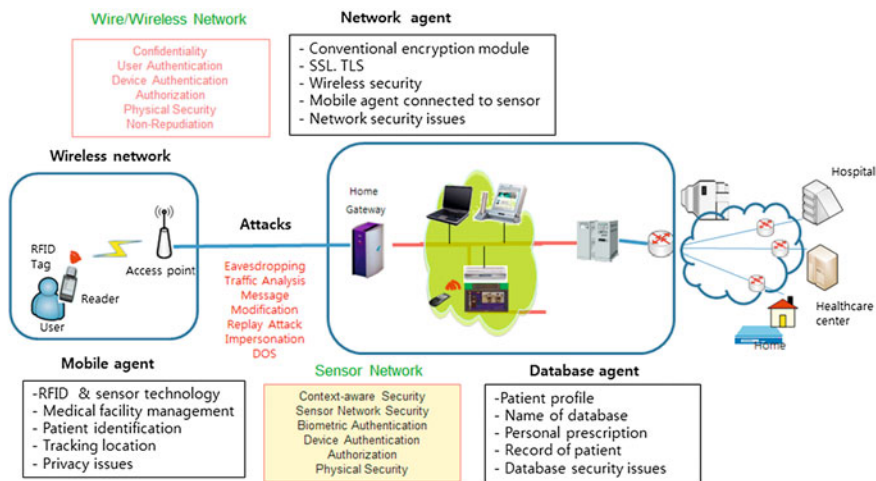 Wire/Wireless Network
Confidentiality
User Authentication
Device Authentication
Authorization
Physical Security
Non-Repudiation
Network agent
- Conventional encryption module
- SSL. TLS
- Wireless security
- Mobile agent connected to sensor
- Network security issues
Wireless network
RFID
Tag
Reader
User
Access point
Attacks
Eavesdropping
Traffic Analysis
Message
Modification
Replay Attack
Impersonation
DOS
Home
Gateway
Hospital
Healthcare
center
Home
Mobile agent
-RFID & sensor technology
- Medical facility management
- Patient identification
- Tracking location
- Privacy issues
Sensor Network
Context-aware Security
Sensor Network Security
Biometric Authentication
Device Authentication
Authorization
Physical Security
Database agent
-Patient profile
- Name of database
- Personal prescription
- Record of patient
- Database security issues